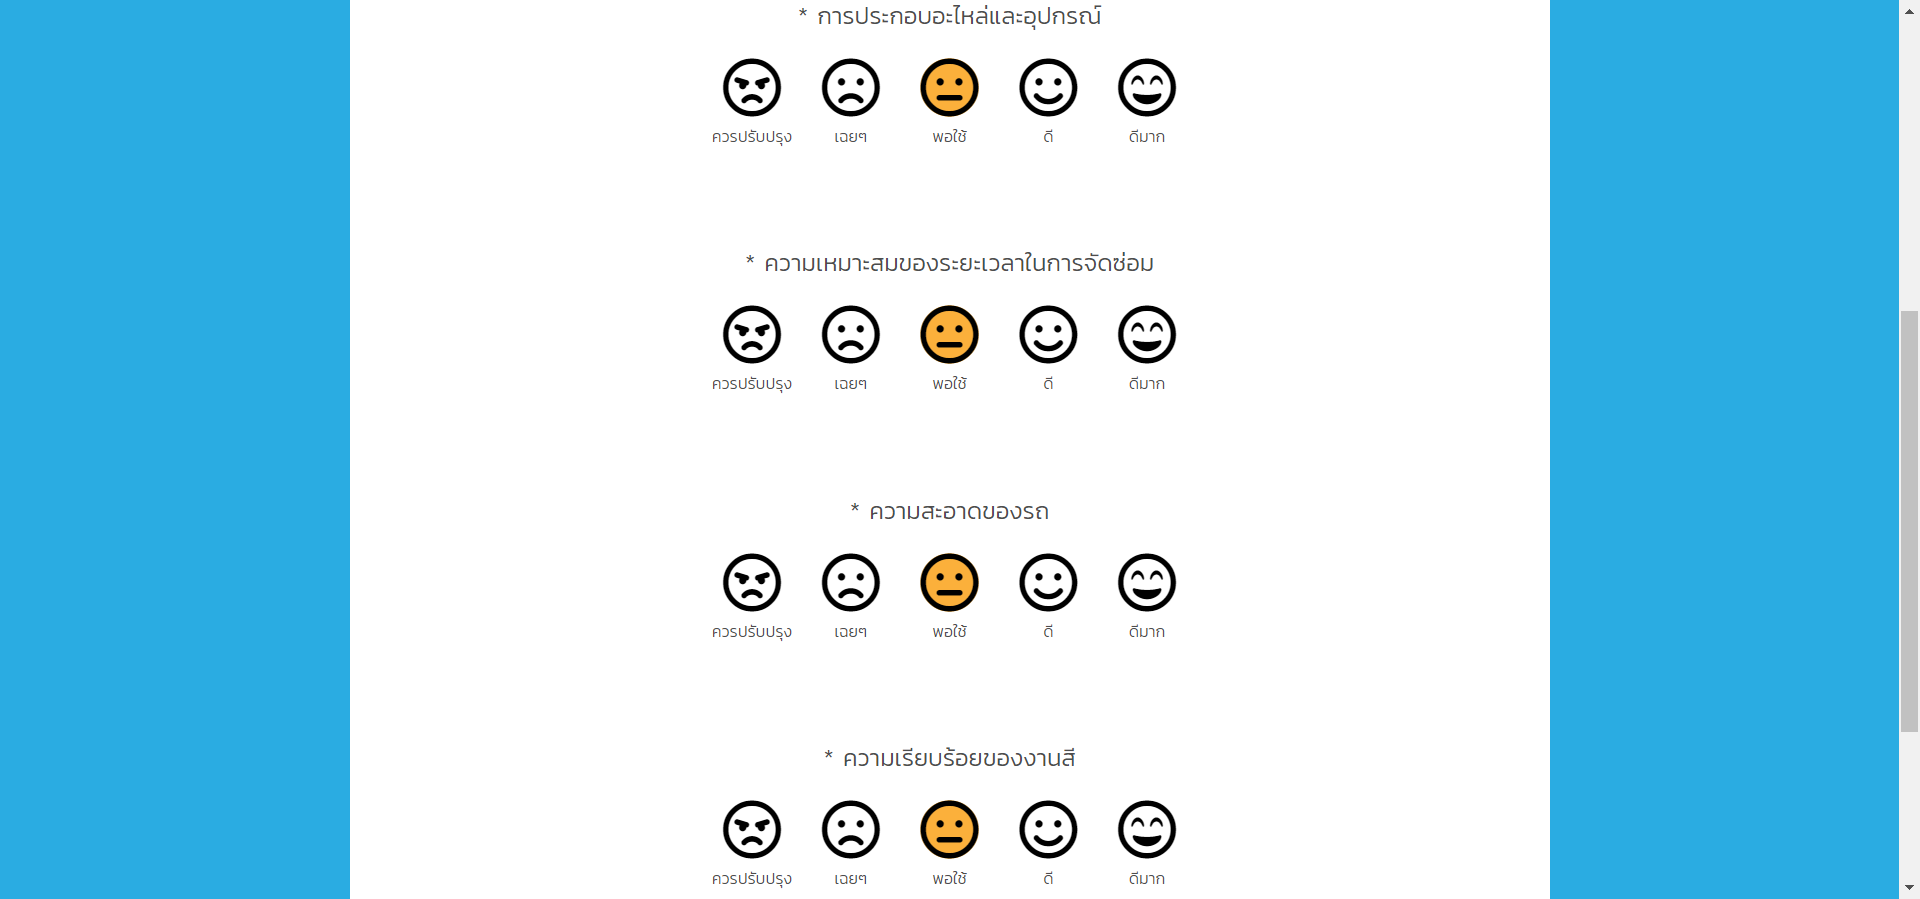 * การประกอบอะไหล่และอุปกรณ์
ควรปรับปรุง เฉยๆ พอใช้ ดี ดีมาก
* ความเหมาะสมของระยะเวลาในการจัดซ่อม
ควรปรับปรุง เฉยๆ พอใช้ ดี ดีมาก
* ความสะอาดของรถ
ควรปรับปรุง เฉยๆ พอใช้ ดี ดีมาก
* ความเรียบร้อยของงานสี
ควรปรับปรุง เฉยๆ พอใช้ ดี ดีมาก